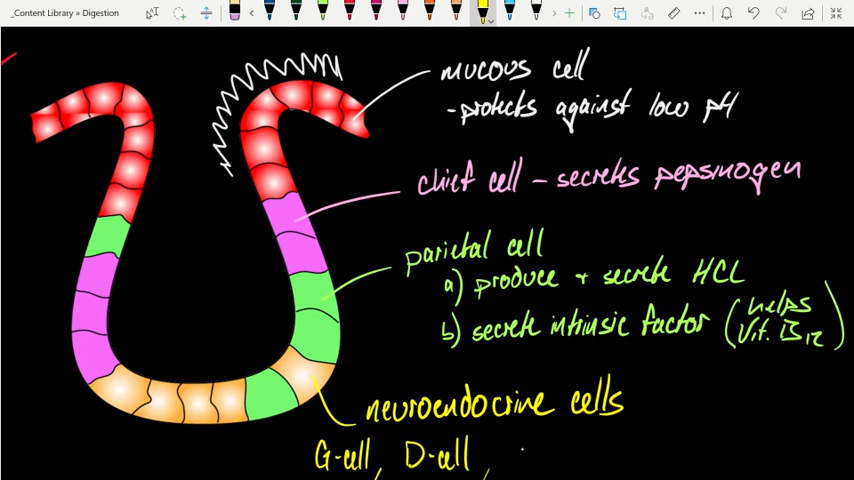 _Content Library » Digestion
mucous cell
-protects against low pH
chief cell - secretes pepsinogen
parietal cell
a) produce + secrete HCL
b) secrete intrinsic factor (helps Vit. B12)
neuroendocrine cells
G-cell, D-cell,